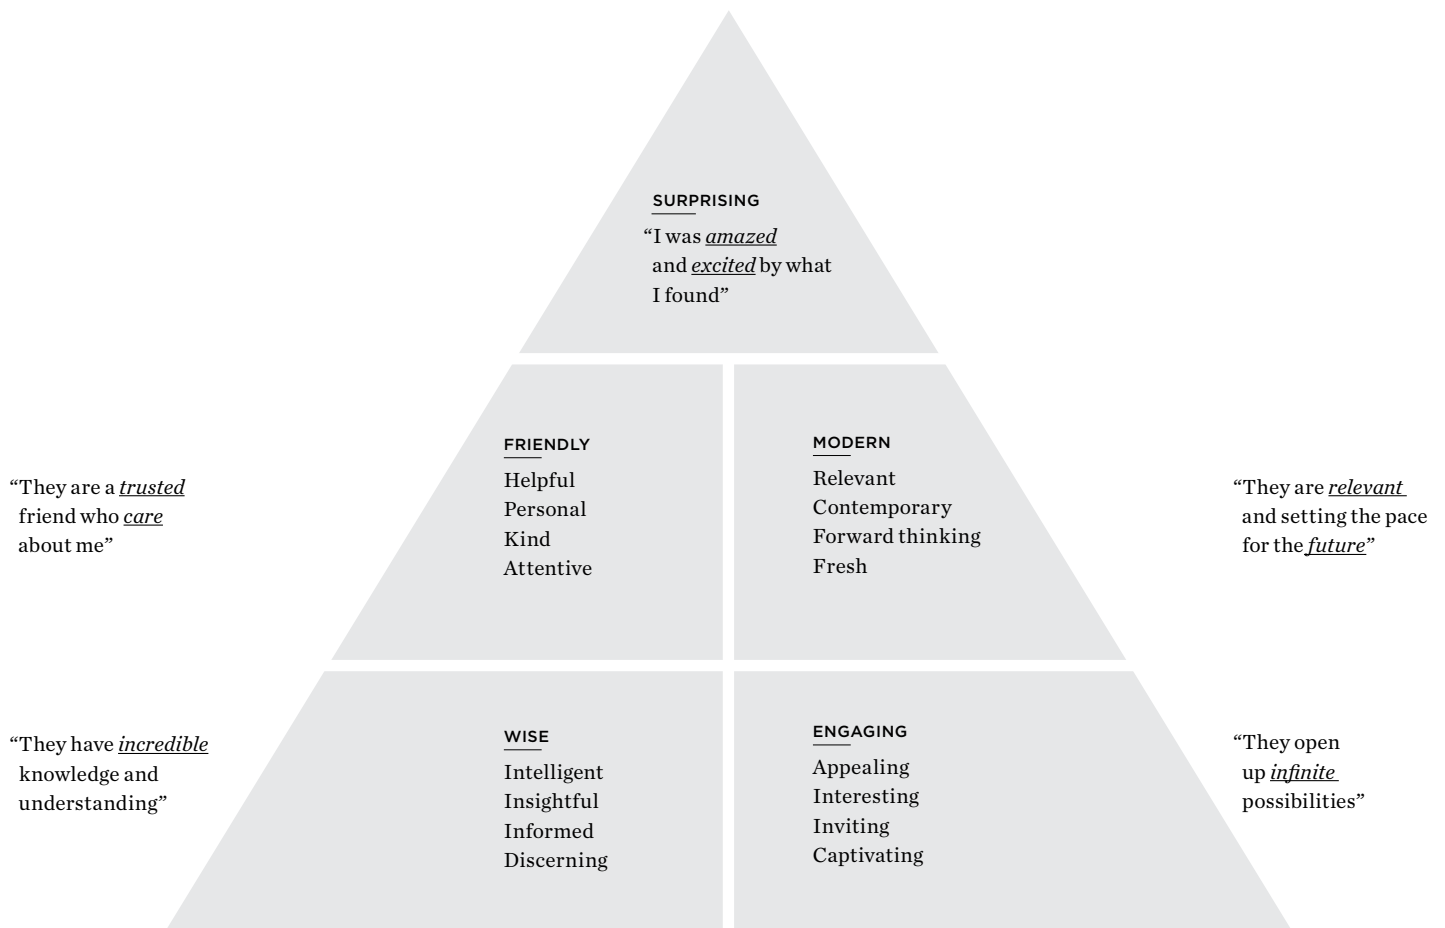 SURPRISING
“I was amazed
and excited by what
I found”
“They are a trusted
friend who care
about me”
FRIENDLY
Helpful
Personal
Kind
Attentive
MODERN
Relevant
Contemporary
Forward thinking
Fresh
“They are relevant
and setting the pace
for the future”
“They have incredible
knowledge and
understanding”
WISE
Intelligent
Insightful
Informed
Discerning
ENGAGING
Appealing
Interesting
Inviting
Captivating
“They open
up infinite
possibilities”